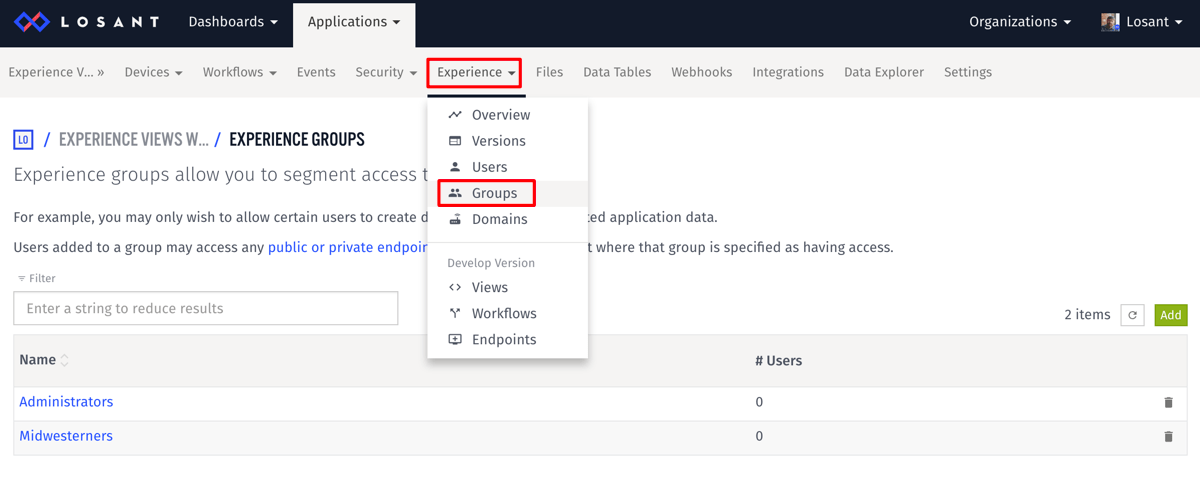 LOSANT Dashboards Applications Organizations Losant
Experience V... » Devices Workflows Events Security Experience Files Data Tables Webhooks Integrations Data Explorer Settings
Overview
Versions
Users
Groups
Domains
Develop Version
Views
Workflows
Endpoints
LO / EXPERIENCE VIEWS W... / EXPERIENCE GROUPS
Experience groups allow you to segment access t
For example, you may only wish to allow certain users to create d ted application data.
Users added to a group may access any public or private endpoin t where that group is specified as having access.
Filter
Enter a string to reduce results
2 items Add
Name # Users
Administrators 0
Midwesterners 0